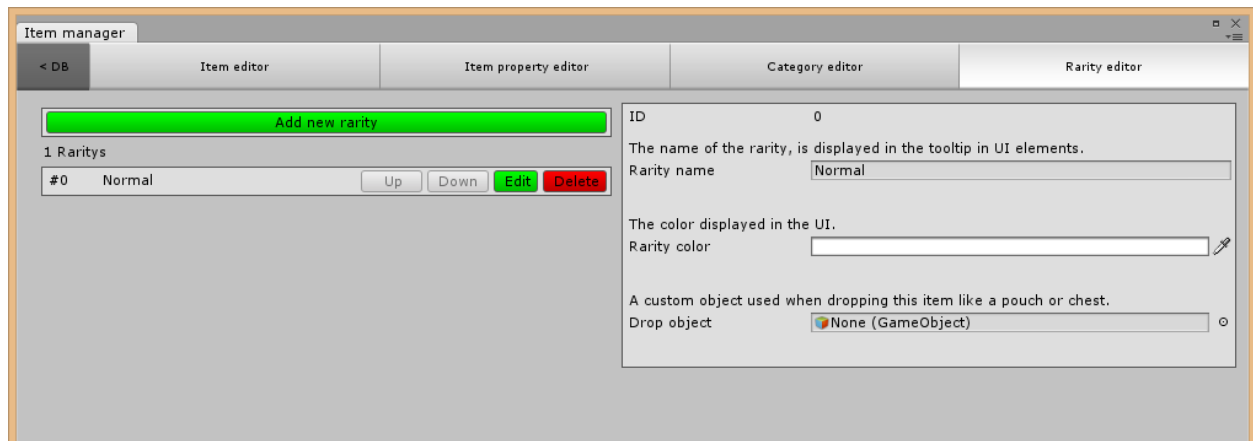 Item manager
< DB Item editor Item property editor Category editor Rarity editor
Add new rarity
1 Raritys
#0 Normal Up Down Edit Delete
ID 0
The name of the rarity, is displayed in the tooltip in UI elements.
Rarity name Normal
The color displayed in the UI.
Rarity color
A custom object used when dropping this item like a pouch or chest.
Drop object None (GameObject)